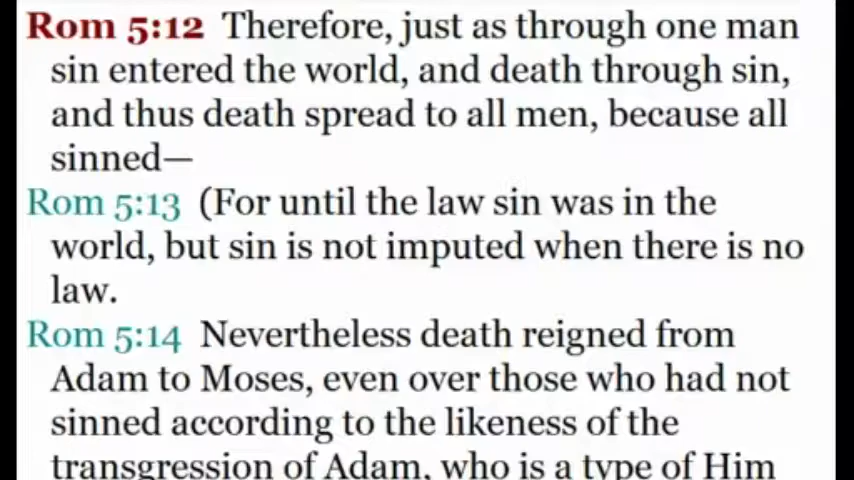 Rom 5:12 Therefore, just as through one man
sin entered the world, and death through sin,
and thus death spread to all men, because all
sinned—
Rom 5:13 (For until the law sin was in the
world, but sin is not imputed when there is no
law.
Rom 5:14 Nevertheless death reigned from
Adam to Moses, even over those who had not
sinned according to the likeness of the
transgression of Adam, who is a type of Him